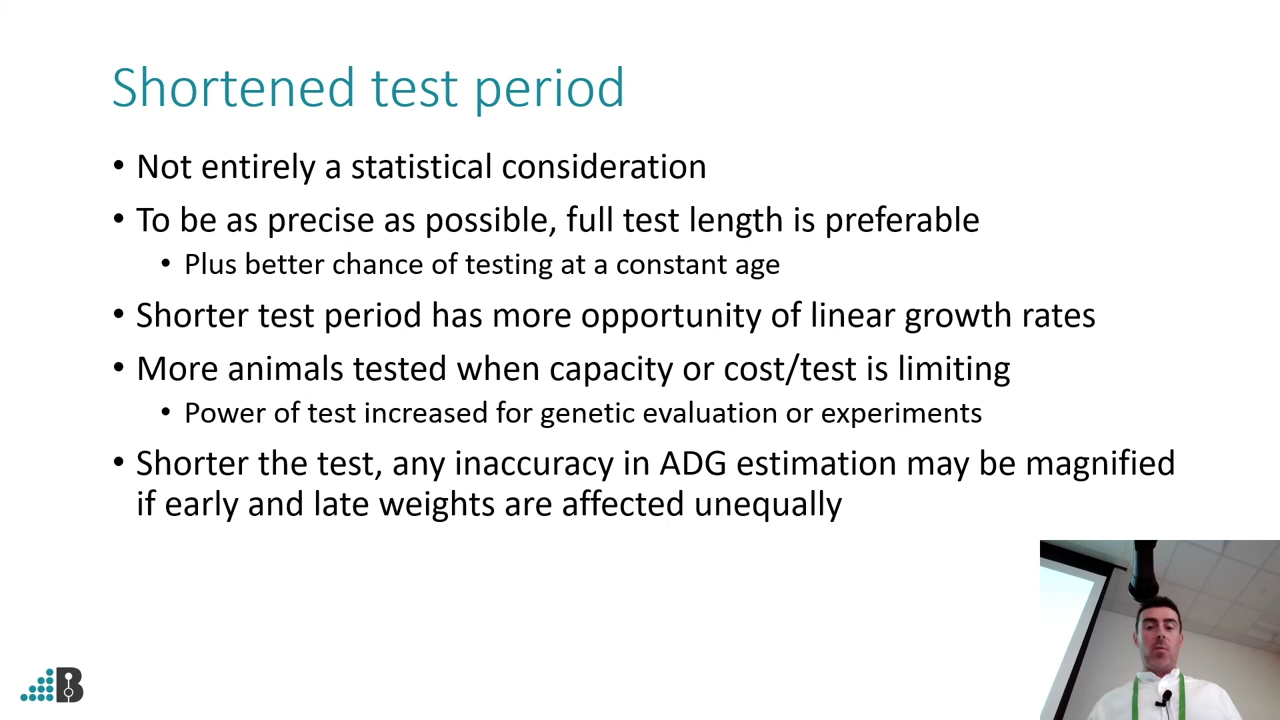 Shortened test period
• Not entirely a statistical consideration
• To be as precise as possible, full test length is preferable
• Plus better chance of testing at a constant age
• Shorter test period has more opportunity of linear growth rates
• More animals tested when capacity or cost/test is limiting
• Power of test increased for genetic evaluation or experiments
• Shorter the test, any inaccuracy in ADG estimation may be magnified
if early and late weights are affected unequally
B